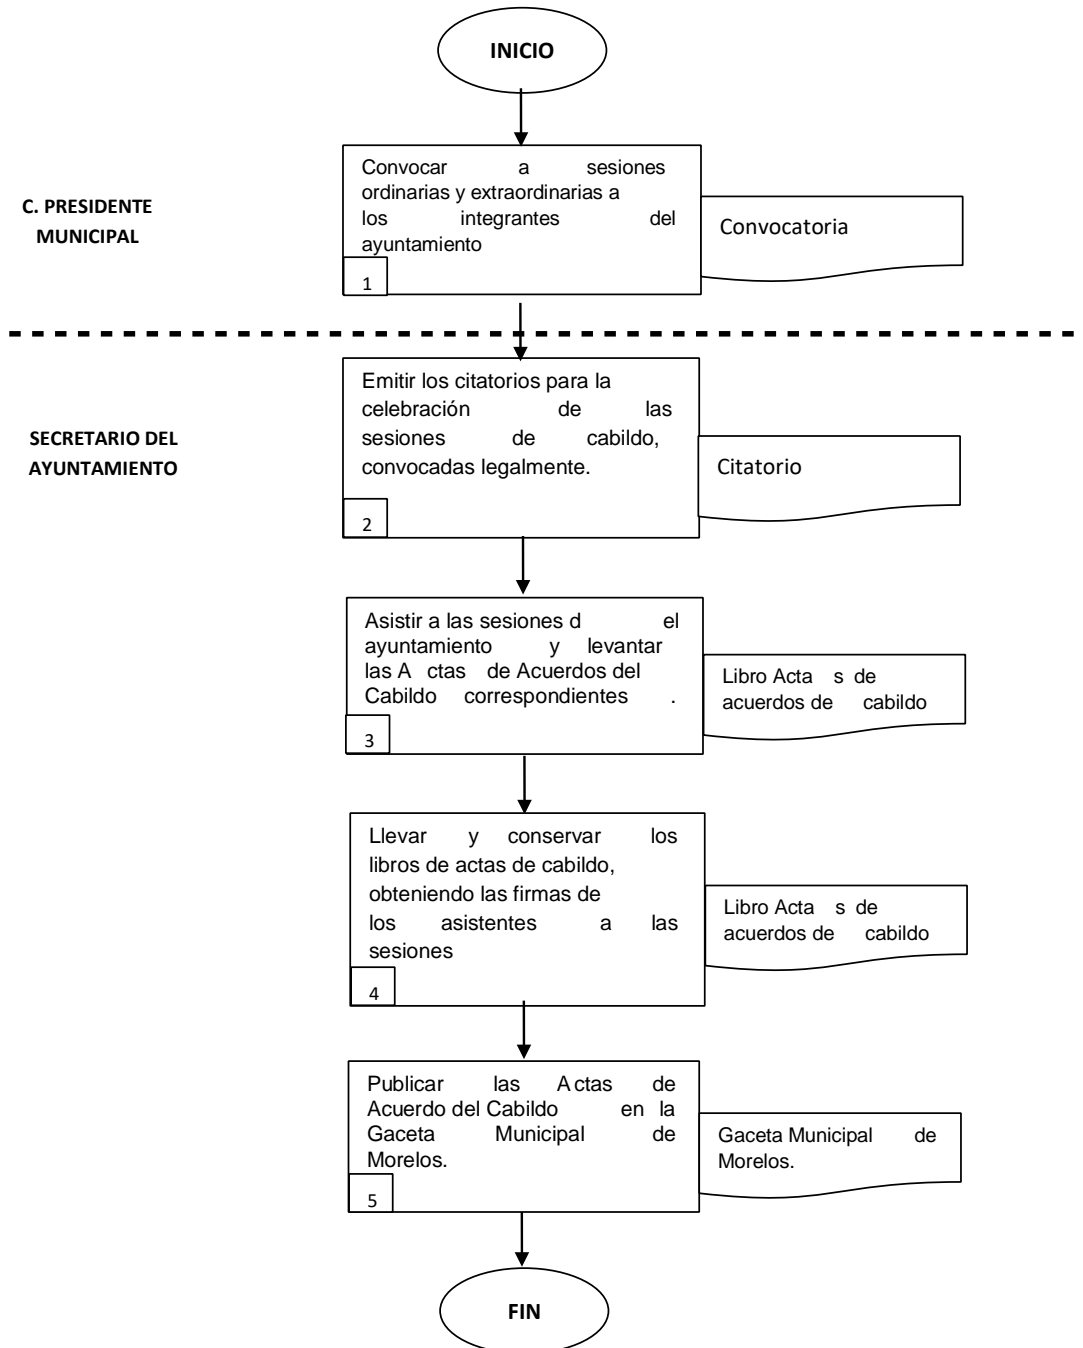 INICIO
C. PRESIDENTE
MUNICIPAL
Convocar a sesiones
ordinarias y extraordinarias a
los integrantes del
ayuntamiento
1
Convocatoria
SECRETARIO DEL
AYUNTAMIENTO
Emitir los citatorios para la
celebración de las
sesiones de cabildo,
convocadas legalmente.
2
Citatorio
Asistir a las sesiones d el
ayuntamiento y levantar
las A ctas de Acuerdos del
Cabildo correspondientes .
3
Libro Acta s de
acuerdos de cabildo
Llevar y conservar los
libros de actas de cabildo,
obteniendo las firmas de
los asistentes a las
sesiones
4
Libro Acta s de
acuerdos de cabildo
Publicar las A ctas de
Acuerdo del Cabildo en la
Gaceta Municipal de
Morelos.
5
Gaceta Municipal de
Morelos.
FIN